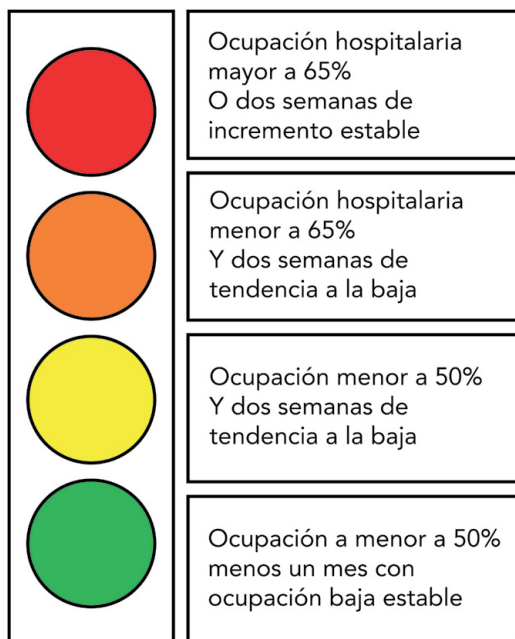 Ocupación hospitalaria
mayor a 65%
O dos semanas de
incremento estable
Ocupación hospitalaria
menor a 65%
Y dos semanas de
tendencia a la baja
Ocupación menor a 50%
Y dos semanas de
tendencia a la baja
Ocupación a menor a 50%
menos un mes con
ocupación baja estable